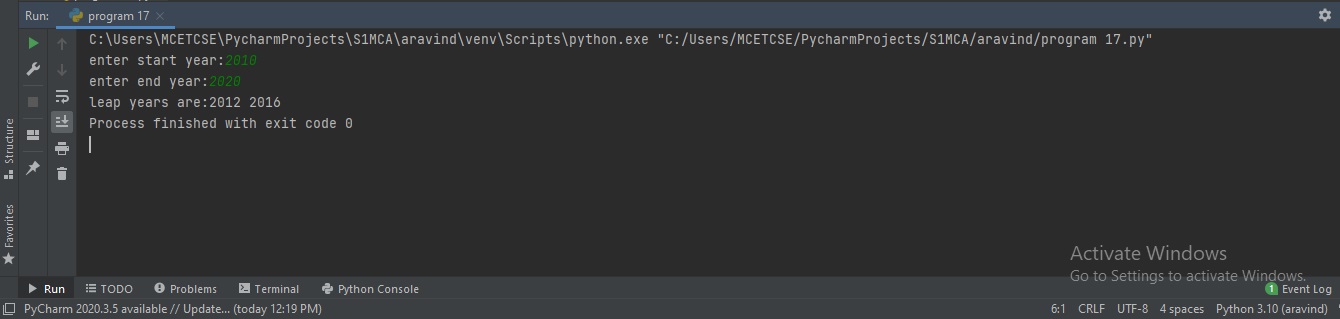 Run: program 17
C:\Users\MCETCSE\PycharmProjects\S1MCA\aravind\venv\Scripts\python.exe "C:/Users/MCETCSE/PycharmProjects/S1MCA/aravind/program 17.py"
enter start year:2010
enter end year:2020
leap years are:2012 2016
Process finished with exit code 0
Structure
Favorites
Activate Windows
Go to Settings to activate Windows.
Run TODO Problems Terminal Python Console 1 Event Log
PyCharm 2020.3.5 available // Update... (today 12:19 PM) 6:1 CRLF UTF-8 4 spaces Python 3.10 (aravind)